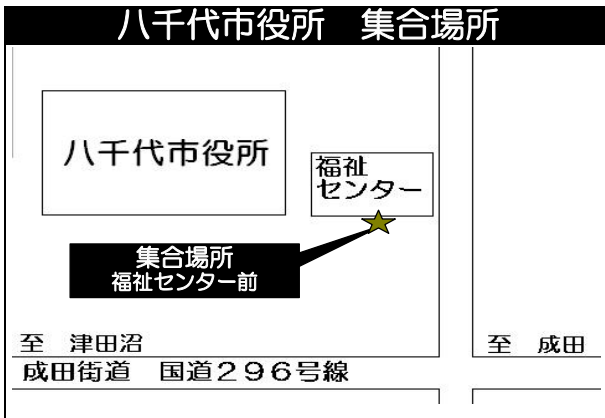 八千代市役所　集合場所
八千代市役所
福祉
センター
集合場所
福祉センター前
至　津田沼
至　成田
成田街道　国道２９６号線